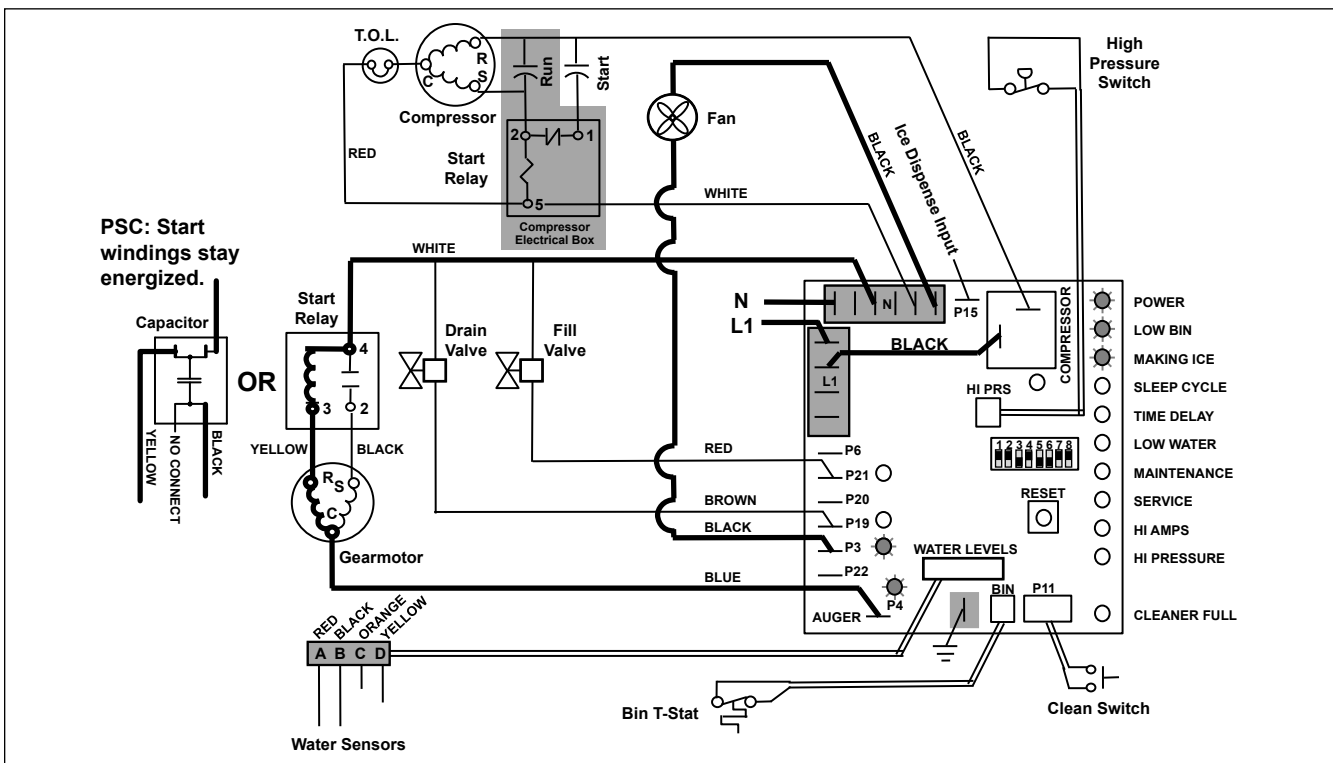 T.O.L.
R
S
C
Compressor
Run
Start
RED
Start
Relay
2
1
5
Compressor
Electrical Box
Fan
BLACK
Ice Dispense Input
BLACK
High
Pressure
Switch
WHITE
PSC: Start
windings stay
energized.
WHITE
Capacitor
YELLOW
NO CONNECT
BLACK
OR
Start
Relay
4
3
2
YELLOW
BLACK
R
S
C
Gearmotor
Drain
Valve
Fill
Valve
N
L1
N
P15
BLACK
L1
COMPRESSOR
HI PRS
1 2 3 4 5 6 7 8
RESET
POWER
LOW BIN
MAKING ICE
SLEEP CYCLE
TIME DELAY
LOW WATER
MAINTENANCE
SERVICE
HI AMPS
HI PRESSURE
CLEANER FULL
P6
RED
P21
P20
BROWN
P19
BLACK
P3
P22
BLUE
P4
AUGER
WATER LEVELS
BIN
P11
RED
BLACK
ORANGE
YELLOW
A B C D
Water Sensors
Bin T-Stat
Clean Switch